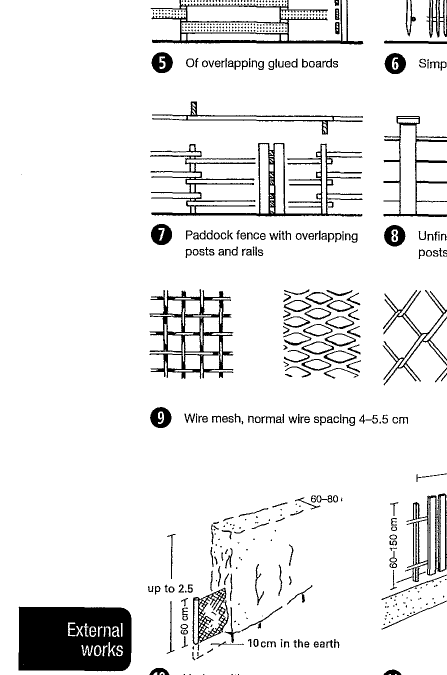 5 Of overlapping glued boards
6 Simp
7 Paddock fence with overlapping
posts and rails
8 Unfin
posts
9 Wire mesh, normal wire spacing 4–5.5 cm
60–80
up to 2.5
60 cm
10cm in the earth
60–150 cm
External
works